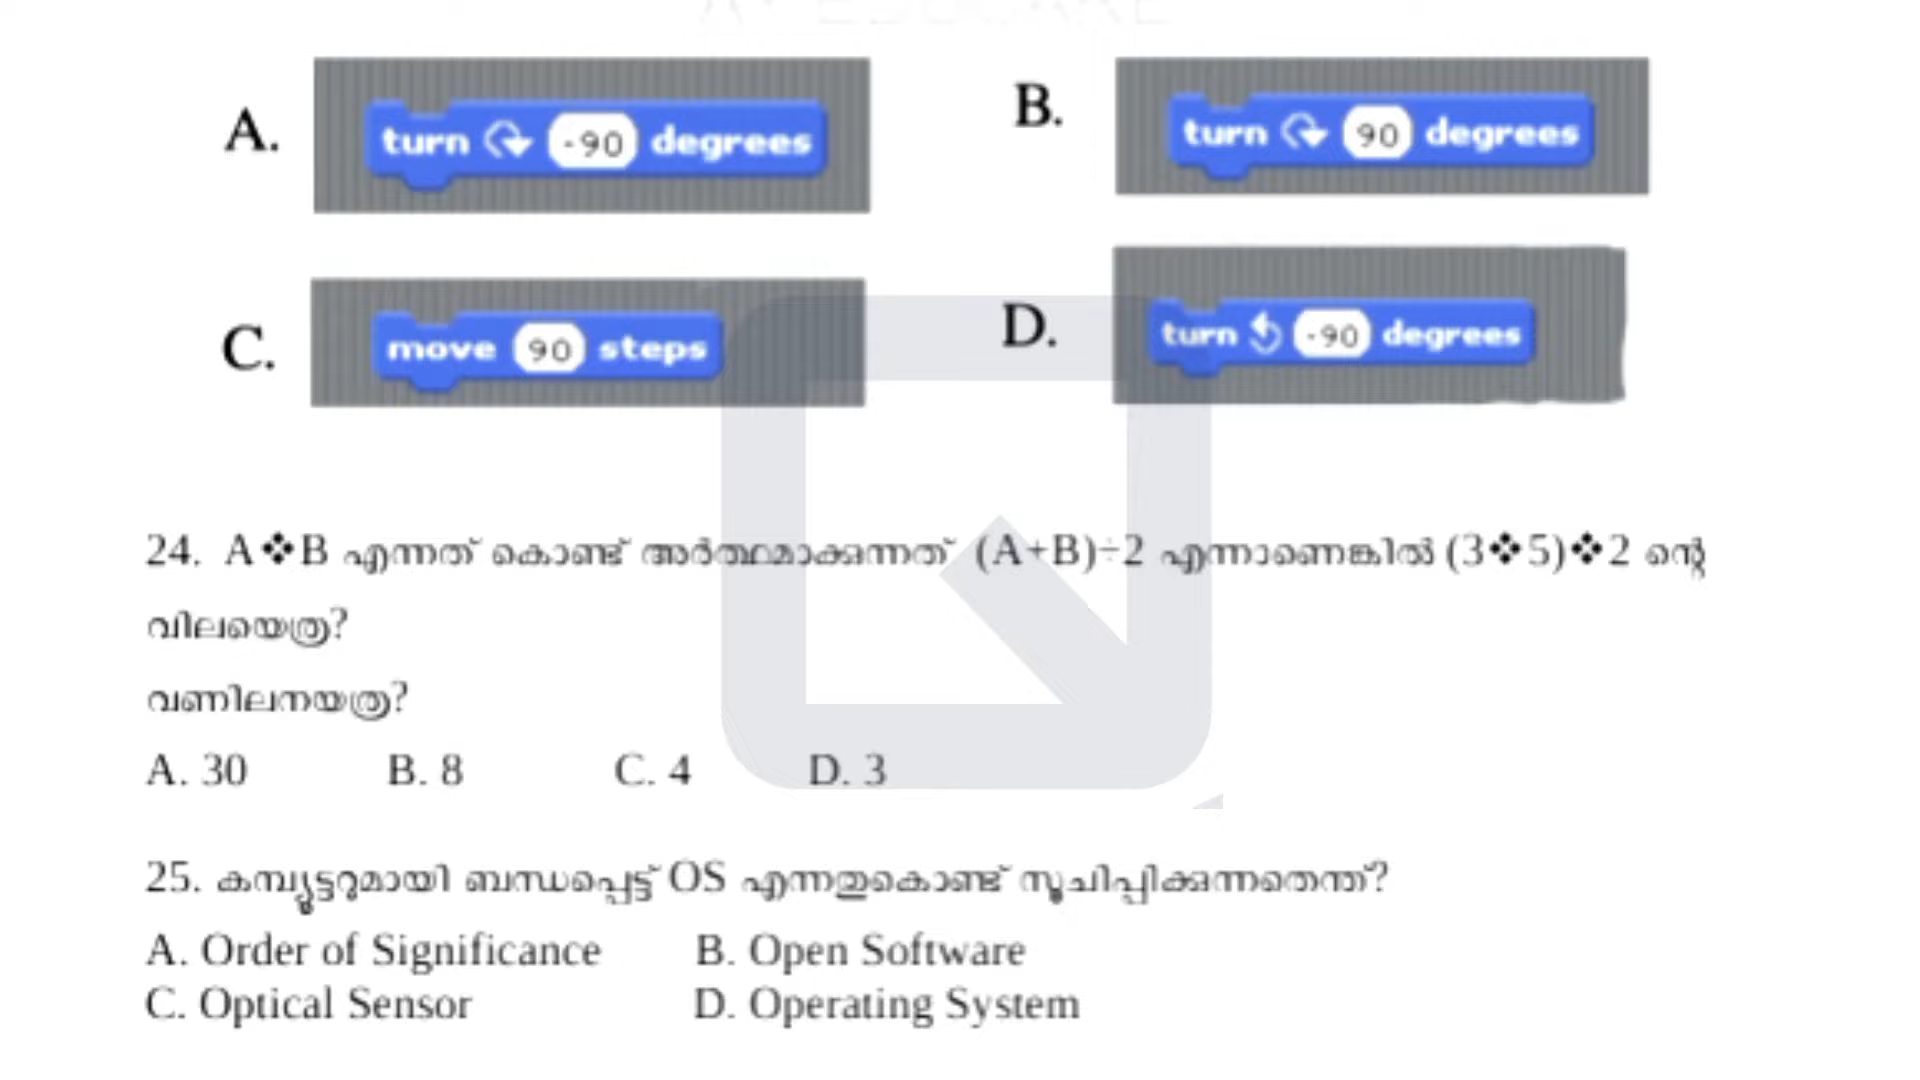 A. turn -90 degrees
B. turn 90 degrees
C. move 90 steps
D. turn -90 degrees
24. A❖B എന്നത് കൊണ്ട് അർത്ഥമാക്കുന്നത് (A+B)÷2 എന്നാണെങ്കിൽ (3❖5)❖2 ന്റെ
വിലയെത്ര?
വണിലനയത്ര?
A. 30 B. 8 C. 4 D. 3
25. കമ്പ്യൂട്ടറുമായി ബന്ധപ്പെട്ട് OS എന്നതുകൊണ്ട് സൂചിപ്പിക്കുന്നതെന്ത്?
A. Order of Significance B. Open Software
C. Optical Sensor D. Operating System